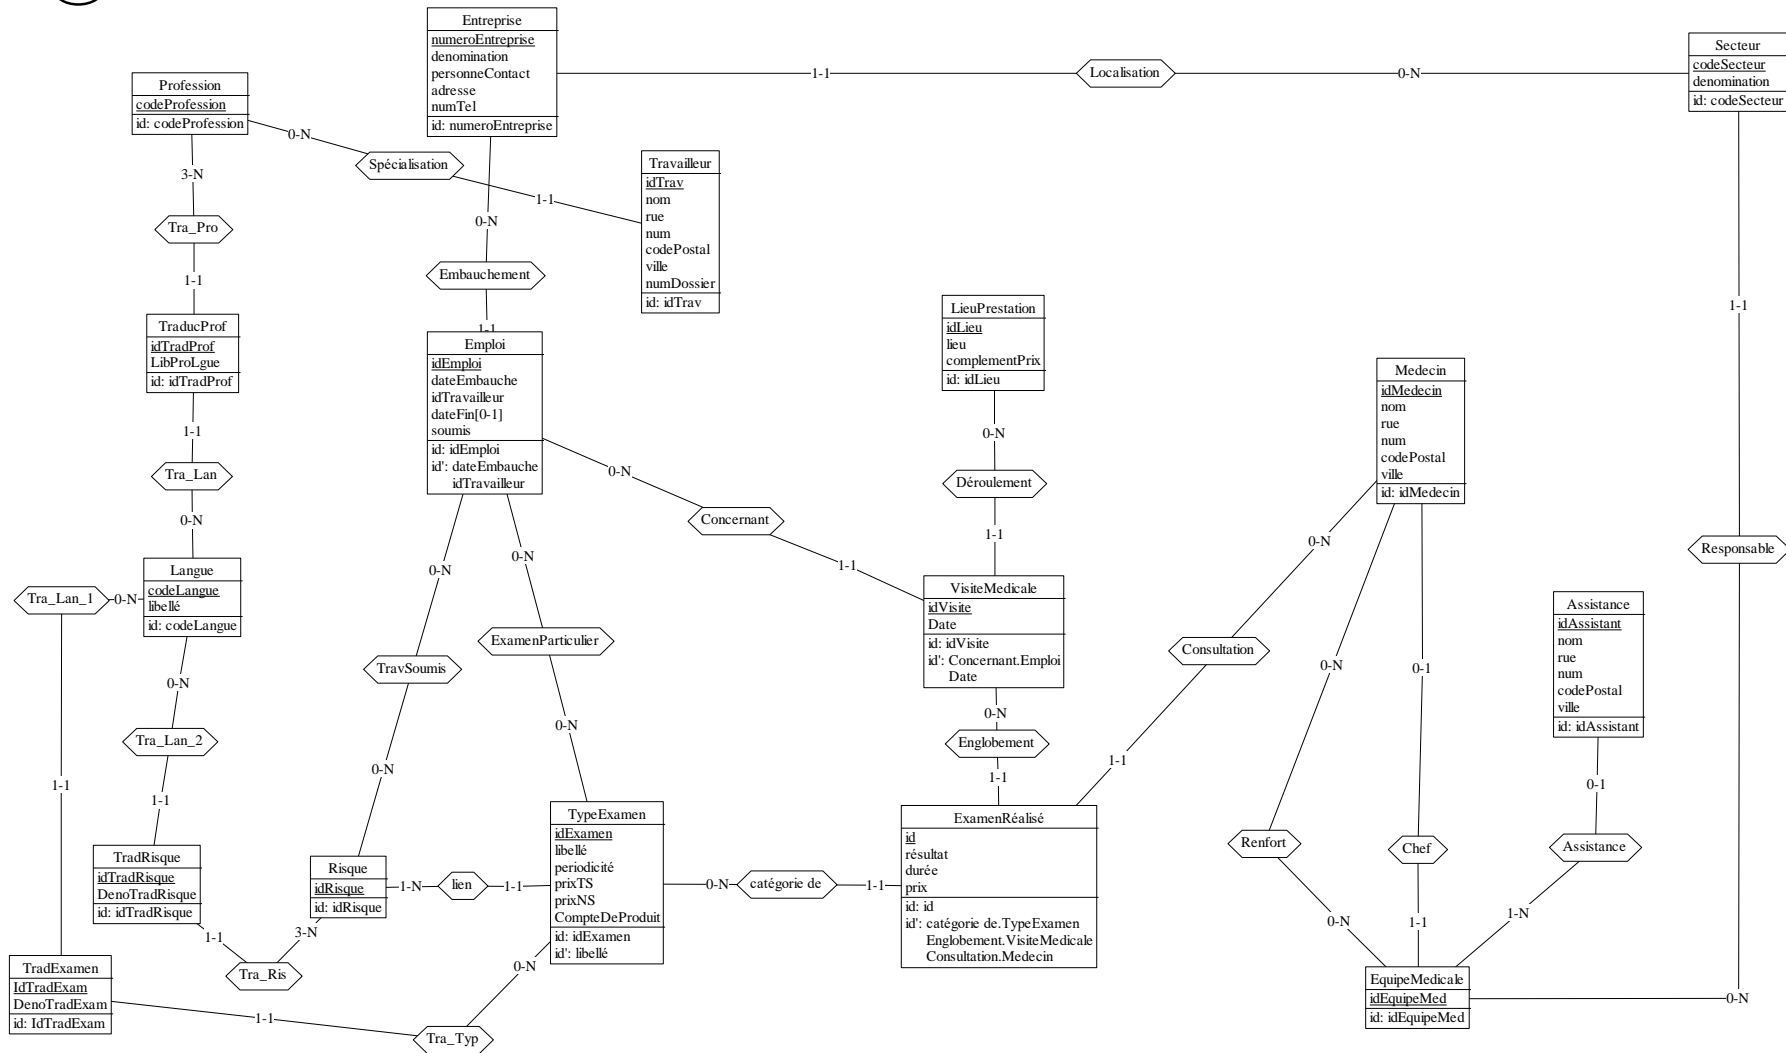 Entreprise
numeroEntreprise
denomination
personneContact
adresse
numTel
id: numeroEntreprise
1-1
Localisation
0-N
Secteur
codeSecteur
denomination
id: codeSecteur
Profession
codeProfession
id: codeProfession
0-N
Spécialisation
1-1
Travailleur
idTrav
nom
rue
num
codePostal
ville
numDossier
id: idTrav
3-N
Tra_Pro
1-1
0-N
Embauchement
1-1
TraducProf
idTradProf
LibProLgue
id: idTradProf
Emploi
idEmploi
dateEmbauche
idTravailleur
dateFin[0-1]
soumis
id: idEmploi
id': dateEmbauche
idTravailleur
LieuPrestation
idLieu
lieu
complementPrix
id: idLieu
Medecin
idMedecin
nom
rue
num
codePostal
ville
id: idMedecin
1-1
1-1
Tra_Lan
0-N
0-N
Concernant
1-1
0-N
Déroulement
1-1
Responsable
Langue
codeLangue
libellé
id: codeLangue
Tra_Lan_1
0-N
0-N
TravSoumis
0-N
0-N
ExamenParticulier
0-N
VisiteMedicale
idVisite
Date
id: idVisite
id': Concernant.Emploi
Date
0-N
Consultation
1-1
0-N
0-1
Assistance
idAssistant
nom
rue
num
codePostal
ville
id: idAssistant
0-N
Tra_Lan_2
1-1
1-1
0-N
Englobement
1-1
0-1
TradRisque
idTradRisque
DenoTradRisque
id: idTradRisque
Risque
idRisque
id: idRisque
1-N
lien
1-1
TypeExamen
idExamen
libellé
periodicité
prixTS
prixNS
CompteDeProduit
id: idExamen
id': libellé
0-N
catégorie de
1-1
ExamenRéalisé
id
résultat
durée
prix
id: id
id': catégorie de.TypeExamen
Englobement.VisiteMedicale
Consultation.Medecin
Renfort
Chef
Assistance
0-N
1-1
1-N
1-1
3-N
Tra_Ris
TradExamen
IdTradExam
DenoTradExam
id: IdTradExam
1-1
0-N
Tra_Typ
EquipeMedicale
idEquipeMed
id: idEquipeMed
0-N